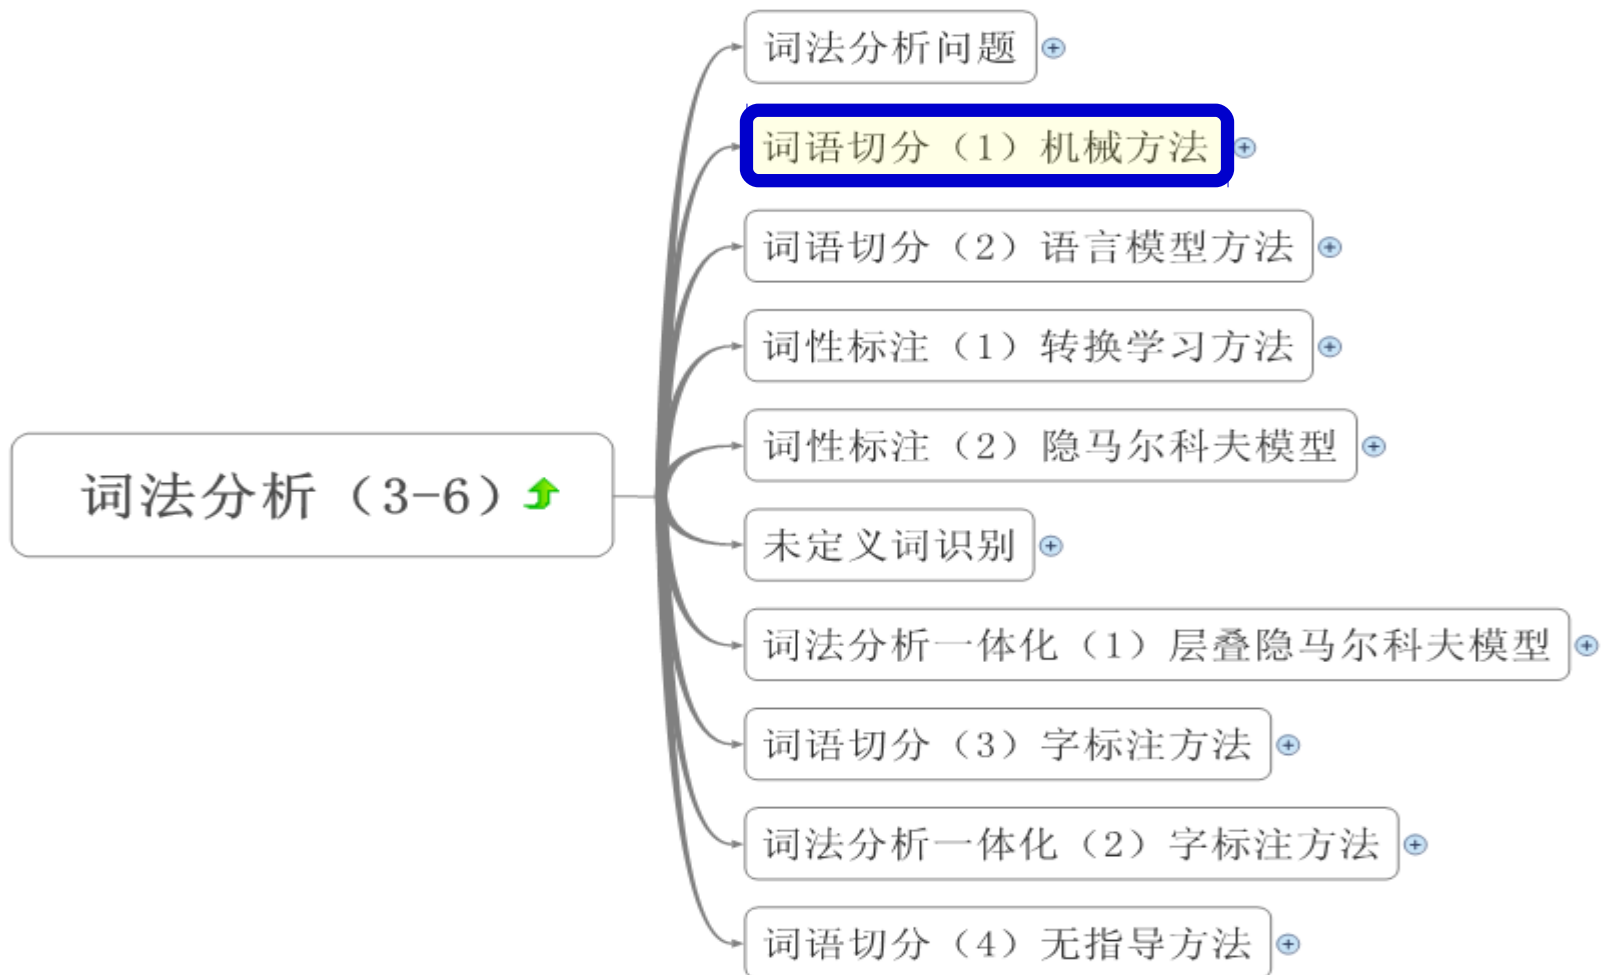 词法分析问题
词语切分（1）机械方法
词语切分（2）语言模型方法
词性标注（1）转换学习方法
词性标注（2）隐马尔科夫模型
词法分析（3-6）
未定义词识别
词法分析一体化（1）层叠隐马尔科夫模型
词语切分（3）字标注方法
词法分析一体化（2）字标注方法
词语切分（4）无指导方法